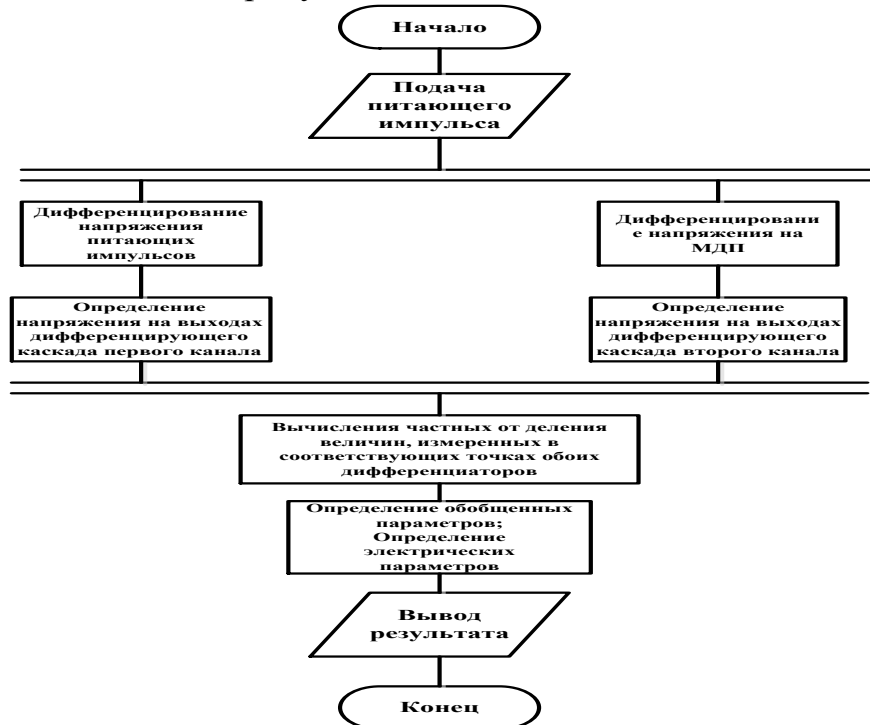 Начало
Подача
питающего
импульса
Дифференцирование
напряжения
питающих
импульсов
Дифференцировани
е напряжения на
МДП
Определение
напряжения на выходах
дифференцирующего
каскада первого канала
Определение
напряжения на выходах
дифференцирующего
каскада второго канала
Вычисления частных от деления
величин, измеренных в
соответствующих точках обоих
дифференциаторов
Определение обобщенных
параметров;
Определение
электрических
параметров
Вывод
результата
Конец